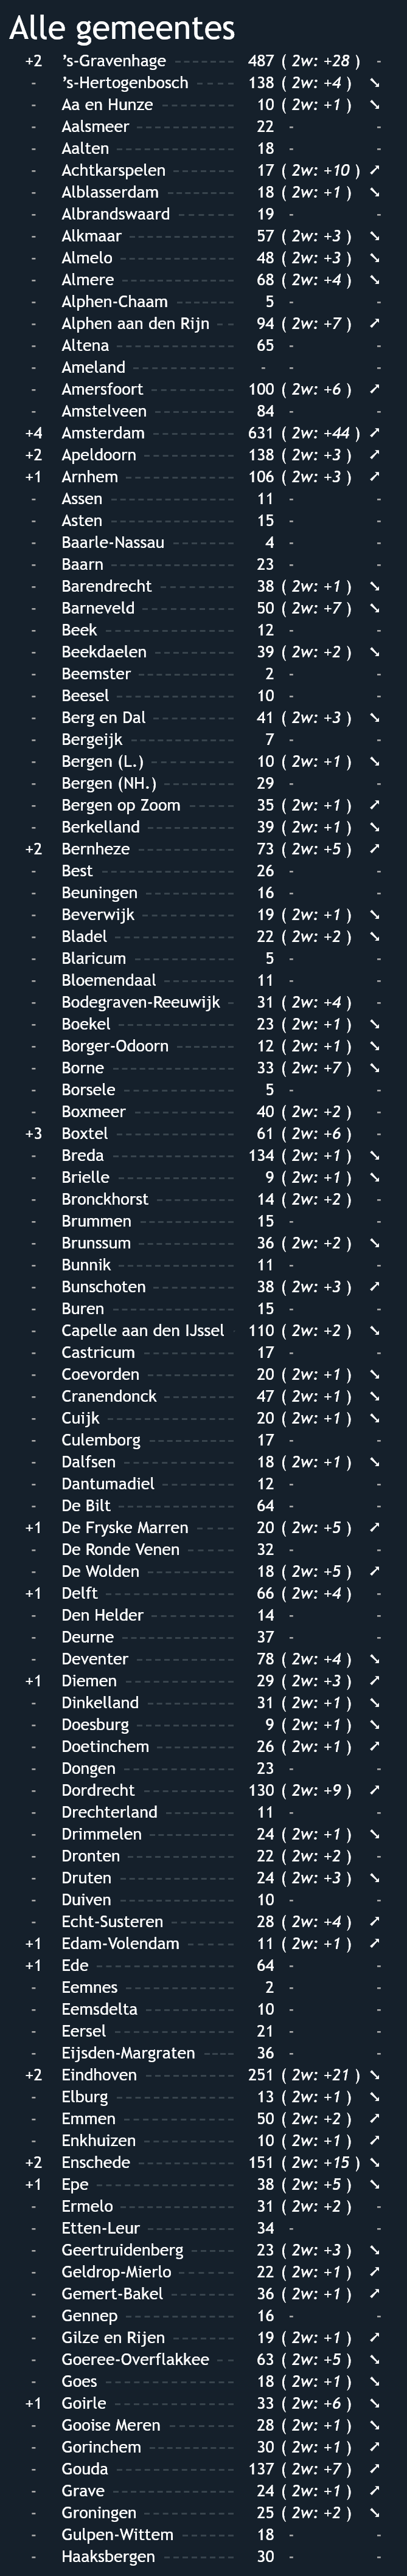 Alle gemeentes
+2 's-Gravenhage 487 ( 2w: +28 ) -
- 's-Hertogenbosch 138 ( 2w: +4 ) ➘
- Aa en Hunze 10 ( 2w: +1 ) ➘
- Aalsmeer 22 - -
- Aalten 18 - -
- Achtkarspelen 17 ( 2w: +10 ) ➚
- Alblasserdam 18 ( 2w: +1 ) ➘
- Albrandswaard 19 - -
- Alkmaar 57 ( 2w: +3 ) ➘
- Almelo 48 ( 2w: +3 ) ➘
- Almere 68 ( 2w: +4 ) ➘
- Alphen-Chaam 5 - -
- Alphen aan den Rijn 94 ( 2w: +7 ) ➚
- Altena 65 - -
- Ameland - - -
- Amersfoort 100 ( 2w: +6 ) ➚
- Amstelveen 84 - -
+4 Amsterdam 631 ( 2w: +44 ) ➚
+2 Apeldoorn 138 ( 2w: +3 ) ➚
+1 Arnhem 106 ( 2w: +3 ) ➚
- Assen 11 - -
- Asten 15 - -
- Baarle-Nassau 4 - -
- Baarn 23 - -
- Barendrecht 38 ( 2w: +1 ) ➘
- Barneveld 50 ( 2w: +7 ) ➘
- Beek 12 - -
- Beekdaelen 39 ( 2w: +2 ) ➘
- Beemster 2 - -
- Beesel 10 - -
- Berg en Dal 41 ( 2w: +3 ) ➘
- Bergeijk 7 - -
- Bergen (L.) 10 ( 2w: +1 ) ➘
- Bergen (NH.) 29 - -
- Bergen op Zoom 35 ( 2w: +1 ) ➚
- Berkelland 39 ( 2w: +1 ) ➘
+2 Bernheze 73 ( 2w: +5 ) ➚
- Best 26 - -
- Beuningen 16 - -
- Beverwijk 19 ( 2w: +1 ) ➘
- Bladel 22 ( 2w: +2 ) ➘
- Blaricum 5 - -
- Bloemendaal 11 - -
- Bodegraven-Reeuwijk 31 ( 2w: +4 ) -
- Boekel 23 ( 2w: +1 ) ➘
- Borger-Odoorn 12 ( 2w: +1 ) ➘
- Borne 33 ( 2w: +7 ) ➘
- Borsele 5 - -
- Boxmeer 40 ( 2w: +2 ) -
+3 Boxtel 61 ( 2w: +6 ) -
- Breda 134 ( 2w: +1 ) ➘
- Brielle 9 ( 2w: +1 ) ➘
- Bronckhorst 14 ( 2w: +2 ) -
- Brummen 15 - -
- Brunssum 36 ( 2w: +2 ) ➘
- Bunnik 11 - -
- Bunschoten 38 ( 2w: +3 ) ➚
- Buren 15 - -
- Capelle aan den IJssel 110 ( 2w: +2 ) ➘
- Castricum 17 - -
- Coevorden 20 ( 2w: +1 ) ➘
- Cranendonck 47 ( 2w: +1 ) ➘
- Cuijk 20 ( 2w: +1 ) ➘
- Culemborg 17 - -
- Dalfsen 18 ( 2w: +1 ) ➘
- Dantumadiel 12 - -
- De Bilt 64 - -
+1 De Fryske Marren 20 ( 2w: +5 ) ➚
- De Ronde Venen 32 - -
- De Wolden 18 ( 2w: +5 ) ➚
+1 Delft 66 ( 2w: +4 ) -
- Den Helder 14 - -
- Deurne 37 - -
- Deventer 78 ( 2w: +4 ) ➘
+1 Diemen 29 ( 2w: +3 ) ➚
- Dinkelland 31 ( 2w: +1 ) ➘
- Doesburg 9 ( 2w: +1 ) ➘
- Doetinchem 26 ( 2w: +1 ) ➚
- Dongen 23 - -
- Dordrecht 130 ( 2w: +9 ) ➚
- Drechterland 11 - -
- Drimmelen 24 ( 2w: +1 ) ➘
- Dronten 22 ( 2w: +2 ) -
- Druten 24 ( 2w: +3 ) ➘
- Duiven 10 - -
- Echt-Susteren 28 ( 2w: +4 ) ➚
+1 Edam-Volendam 11 ( 2w: +1 ) ➚
+1 Ede 64 - -
- Eemnes 2 - -
- Eemsdelta 10 - -
- Eersel 21 - -
- Eijsden-Margraten 36 - -
+2 Eindhoven 251 ( 2w: +21 ) ➘
- Elburg 13 ( 2w: +1 ) ➘
- Emmen 50 ( 2w: +2 ) ➚
- Enkhuizen 10 ( 2w: +1 ) ➚
+2 Enschede 151 ( 2w: +15 ) ➘
+1 Epe 38 ( 2w: +5 ) ➘
- Ermelo 31 ( 2w: +2 ) -
- Etten-Leur 34 - -
- Geertruidenberg 23 ( 2w: +3 ) ➘
- Geldrop-Mierlo 22 ( 2w: +1 ) ➚
- Gemert-Bakel 36 ( 2w: +1 ) ➚
- Gennep 16 - -
- Gilze en Rijen 19 ( 2w: +1 ) ➚
- Goeree-Overflakkee 63 ( 2w: +5 ) ➘
- Goes 18 ( 2w: +1 ) ➘
+1 Goirle 33 ( 2w: +6 ) ➘
- Gooise Meren 28 ( 2w: +1 ) ➘
- Gorinchem 30 ( 2w: +1 ) ➚
- Gouda 137 ( 2w: +7 ) ➚
- Grave 24 ( 2w: +1 ) ➚
- Groningen 25 ( 2w: +2 ) ➘
- Gulpen-Wittem 18 - -
- Haaksbergen 30 - -